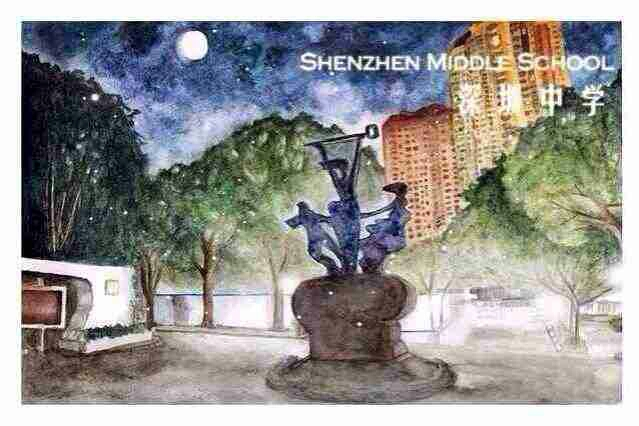 Shenzhen Middle School
深圳中学